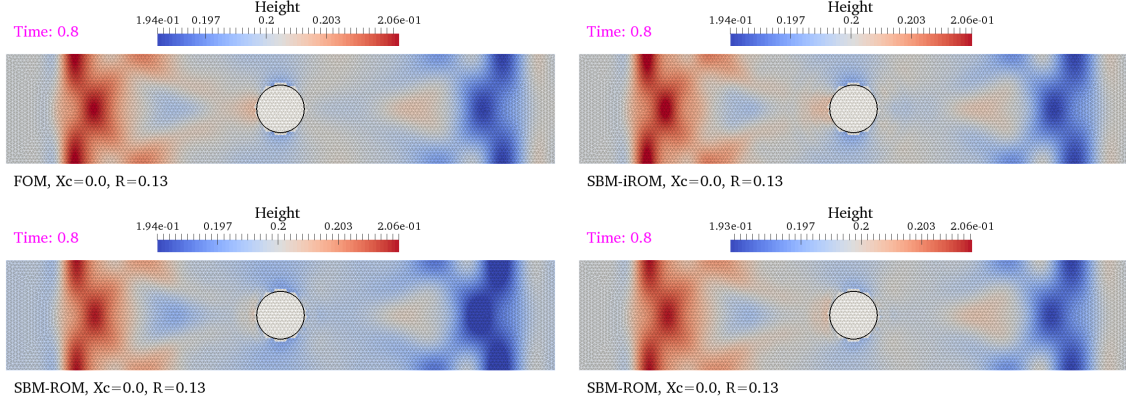 Height
1.94e-01 0.197 0.2 0.203 2.06e-01
Time: 0.8
FOM, Xc=0.0, R=0.13
Height
1.94e-01 0.197 0.2 0.203 2.06e-01
Time: 0.8
SBM-iROM, Xc=0.0, R=0.13
Height
1.94e-01 0.197 0.2 0.203 2.06e-01
Time: 0.8
SBM-ROM, Xc=0.0, R=0.13
Height
1.93e-01 0.197 0.2 0.203 2.06e-01
Time: 0.8
SBM-ROM, Xc=0.0, R=0.13